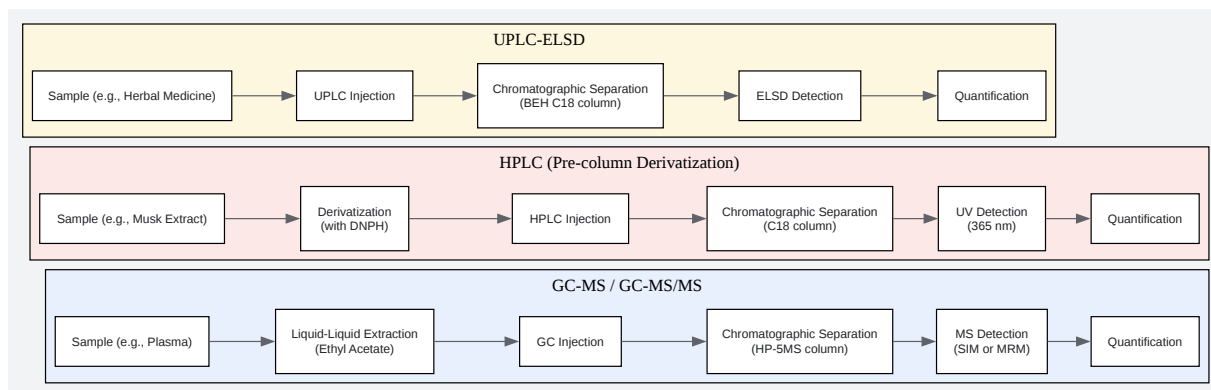 UPLC-ELSD
Sample (e.g., Herbal Medicine)
UPLC Injection
Chromatographic Separation
(BEH C18 column)
ELSD Detection
Quantification
HPLC (Pre-column Derivatization)
Sample (e.g., Musk Extract)
Derivatization
(with DNPH)
HPLC Injection
Chromatographic Separation
(C18 column)
UV Detection
(365 nm)
Quantification
GC-MS / GC-MS/MS
Sample (e.g., Plasma)
Liquid-Liquid Extraction
(Ethyl Acetate)
GC Injection
Chromatographic Separation
(HP-5MS column)
MS Detection
(SIM or MRM)
Quantification